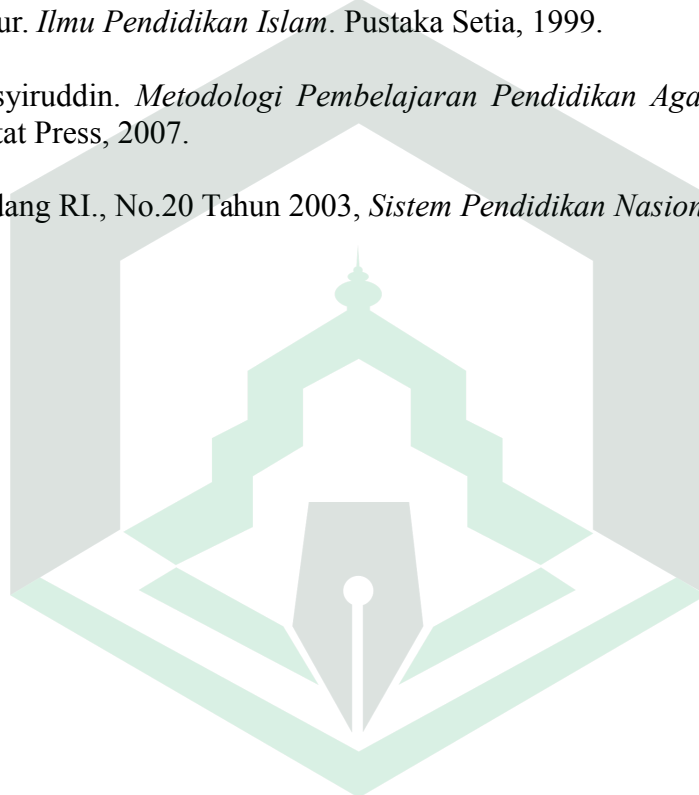 ur. Ilmu Pendidikan Islam. Pustaka Setia, 1999.
syiruddin. Metodologi Pembelajaran Pendidikan Aga
tat Press, 2007.
dang RI., No.20 Tahun 2003, Sistem Pendidikan Nasion